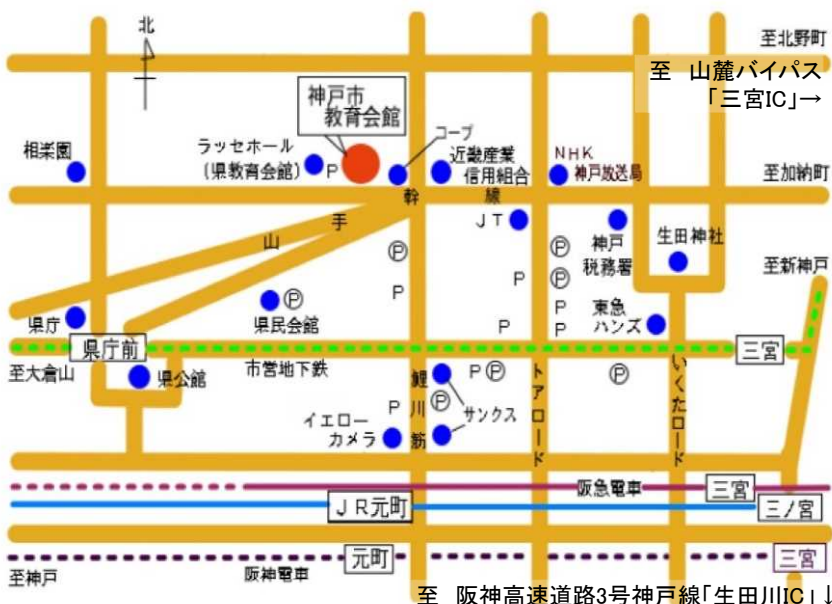 北
至北野町
至　山麓バイパス
「三宮IC」→
神戸市
教育会館
コープ
相楽園
ラッセホール
(県教育会館)
P
近畿産業
信用組合
NHK
神戸放送局
至加納町
山手幹線
JT
神戸
税務署
生田神社
至新神戸
Ⓟ
Ⓟ
Ⓟ
P
P
県庁
県民会館
Ⓟ
P
P
P
東急
ハンズ
県庁前
三宮
至大倉山
県公館
市営地下鉄
鯉川筋
PⓅ
トアロード
Ⓟ
いくたロード
P
Ⓟ
サンクス
イエロー
カメラ
阪急電車
三宮
JR元町
三ノ宮
元町
三宮
至神戸
阪神電車
至　阪神高速道路3号神戸線「生田川IC」↓